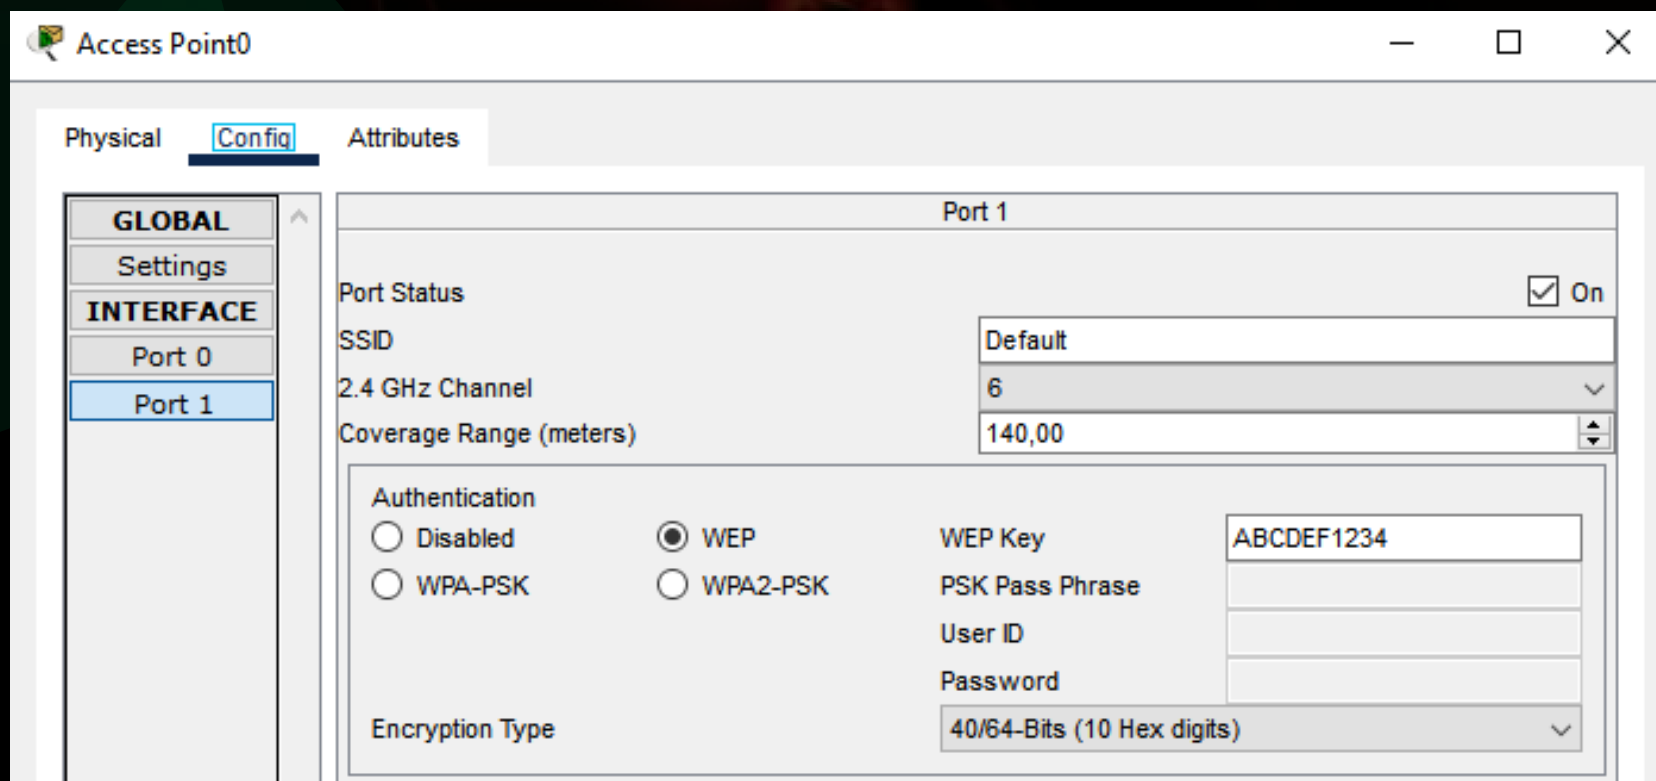 Access Point0
Physical Config Attributes
GLOBAL
Settings
INTERFACE
Port 0
Port 1
Port 1
Port Status On
SSID Default
2.4 GHz Channel 6
Coverage Range (meters) 140,00
Authentication
Disabled WEP WEP Key ABCDEF1234
WPA-PSK WPA2-PSK PSK Pass Phrase
User ID
Password
Encryption Type 40/64-Bits (10 Hex digits)